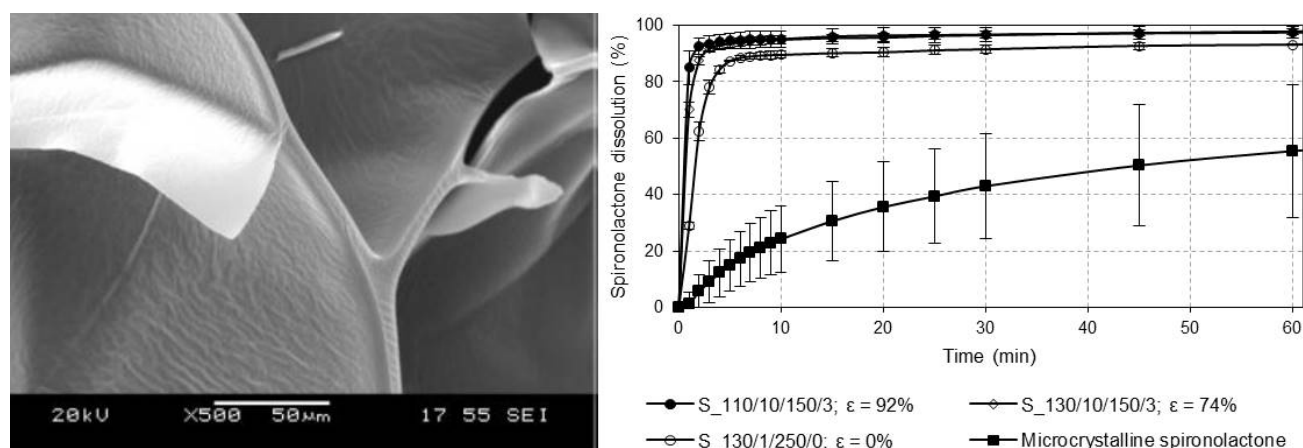 20kV X500 50µm 17 55 SEI
Spironolactone dissolution (%)
100
80
60
40
20
0
0 10 20 30 40 50 60
Time (min)
S_110/10/150/3; ε = 92% S_130/10/150/3; ε = 74%
S_130/1/250/0; ε = 0% Microcrystalline spironolactone